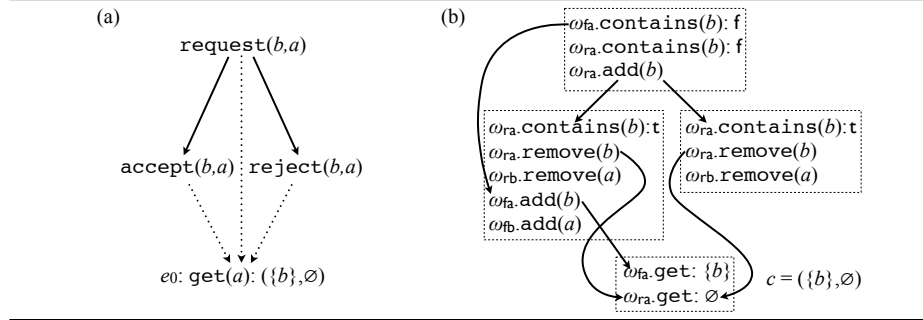 (a)
request(b,a)
accept(b,a) reject(b,a)
e0: get(a): ({b},∅)
(b)
ωfa.contains(b): f
ωra.contains(b): f
ωra.add(b)
ωra.contains(b):t
ωra.remove(b)
ωrb.remove(a)
ωfa.add(b)
ωfb.add(a)
ωra.contains(b):t
ωra.remove(b)
ωrb.remove(a)
ωfa.get: {b}
ωra.get: ∅
c = ({b},∅)